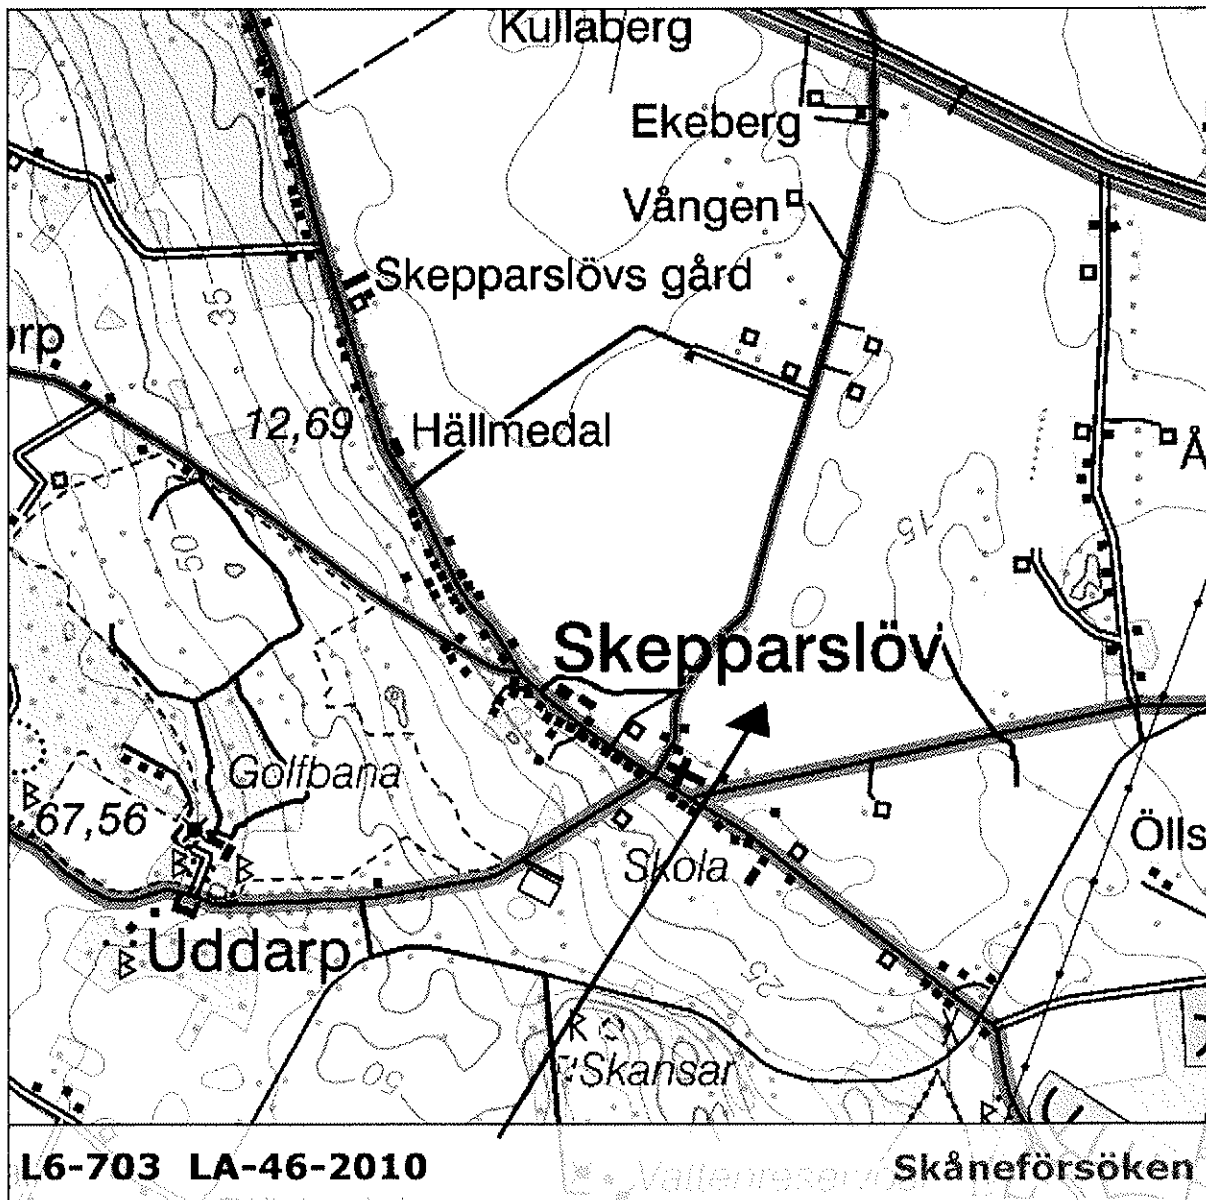 Kullaberg
Ekeberg
Vången
Skepparslövs gård
35
rp
12,69
Hällmedal
Å
50
15
Skepparslöv
Golfbana
67,56
Ölls
Skola
Uddarp
25
50
Skansar
L6-703 LA-46-2010
Skåneförsöken